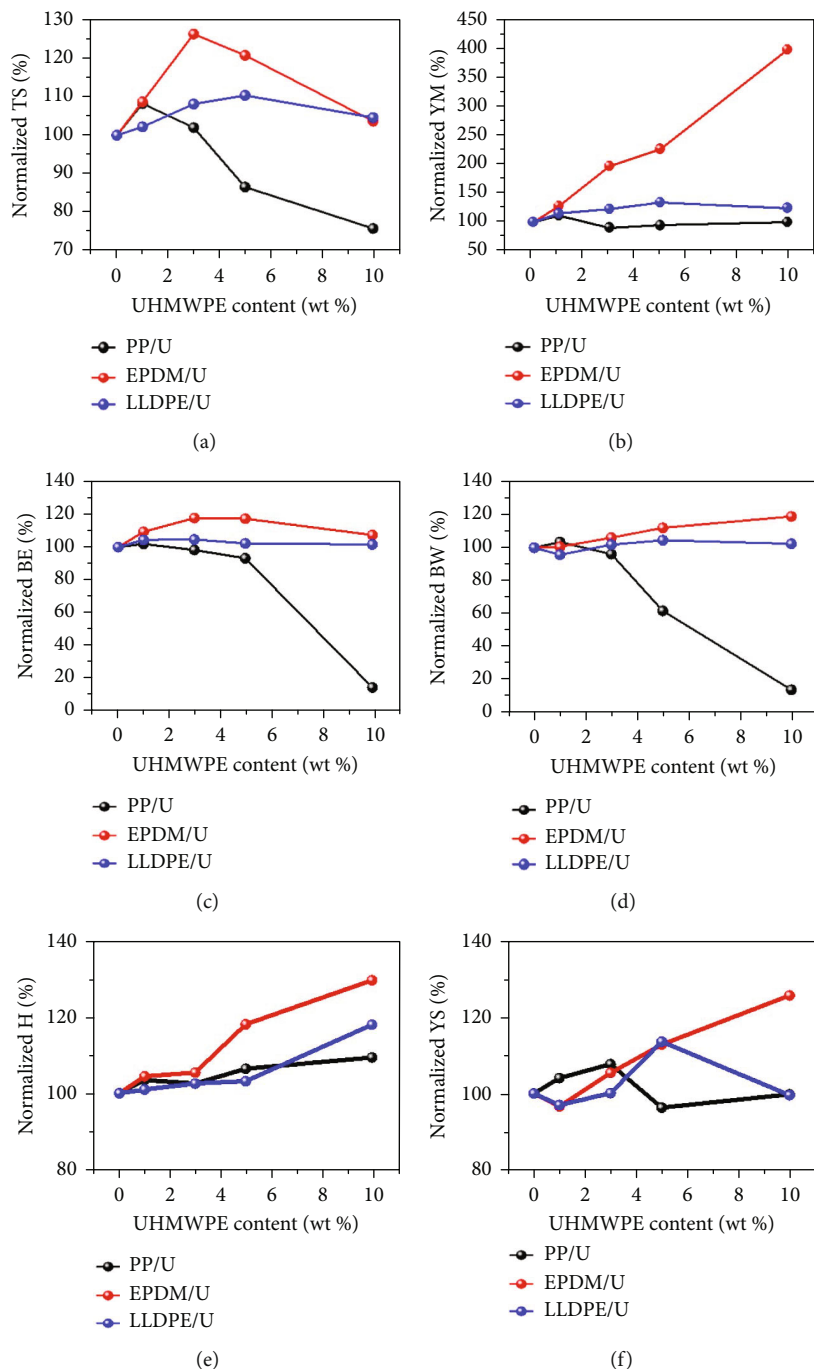 130
120
110
100
90
80
70
Normalized TS (%)
0 2 4 6 8 10
UHMWPE content (wt %)
PP/U
EPDM/U
LLDPE/U
(a)
450
400
350
300
250
200
150
100
50
Normalized YM (%)
0 2 4 6 8 10
UHMWPE content (wt %)
PP/U
EPDM/U
LLDPE/U
(b)
140
120
100
80
60
40
20
0
Normalized BE (%)
0 2 4 6 8 10
UHMWPE content (wt %)
PP/U
EPDM/U
LLDPE/U
(c)
140
120
100
80
60
40
20
0
Normalized BW (%)
0 2 4 6 8 10
UHMWPE content (wt %)
PP/U
EPDM/U
LLDPE/U
(d)
140
120
100
80
Normalized H (%)
0 2 4 6 8 10
UHMWPE content (wt %)
PP/U
EPDM/U
LLDPE/U
(e)
140
120
100
80
Normalized YS (%)
0 2 4 6 8 10
UHMWPE content (wt %)
PP/U
EPDM/U
LLDPE/U
(f)